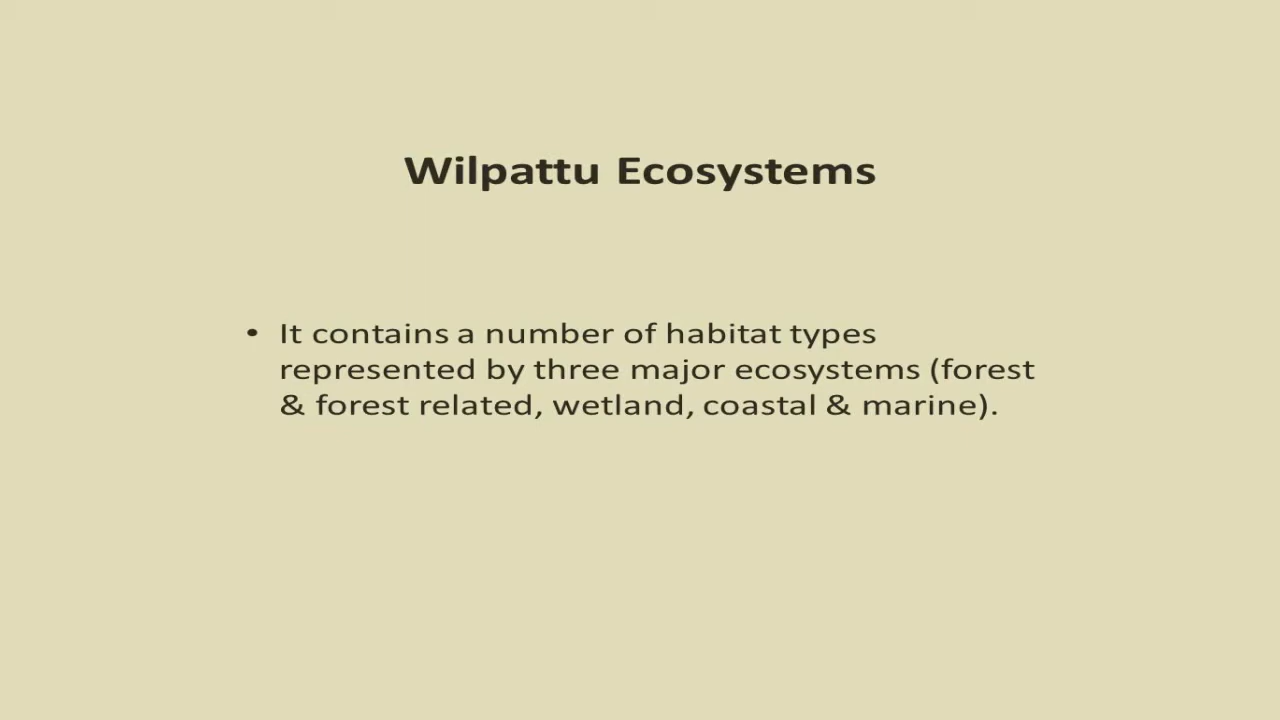 Wilpattu Ecosystems
• It contains a number of habitat types
represented by three major ecosystems (forest
& forest related, wetland, coastal & marine).